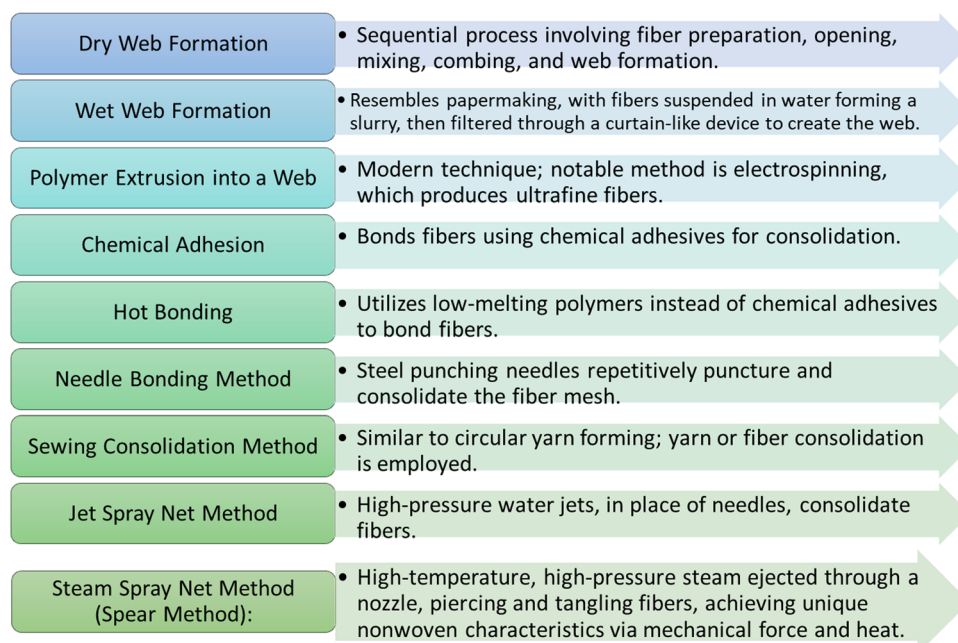 Dry Web Formation
• Sequential process involving fiber preparation, opening,
mixing, combing, and web formation.
Wet Web Formation
• Resembles papermaking, with fibers suspended in water forming a
slurry, then filtered through a curtain-like device to create the web.
Polymer Extrusion into a Web
• Modern technique; notable method is electrospinning,
which produces ultrafine fibers.
Chemical Adhesion
• Bonds fibers using chemical adhesives for consolidation.
Hot Bonding
• Utilizes low-melting polymers instead of chemical adhesives
to bond fibers.
Needle Bonding Method
• Steel punching needles repetitively puncture and
consolidate the fiber mesh.
Sewing Consolidation Method
• Similar to circular yarn forming; yarn or fiber consolidation
is employed.
Jet Spray Net Method
• High-pressure water jets, in place of needles, consolidate
fibers.
Steam Spray Net Method
(Spear Method):
• High-temperature, high-pressure steam ejected through a
nozzle, piercing and tangling fibers, achieving unique
nonwoven characteristics via mechanical force and heat.